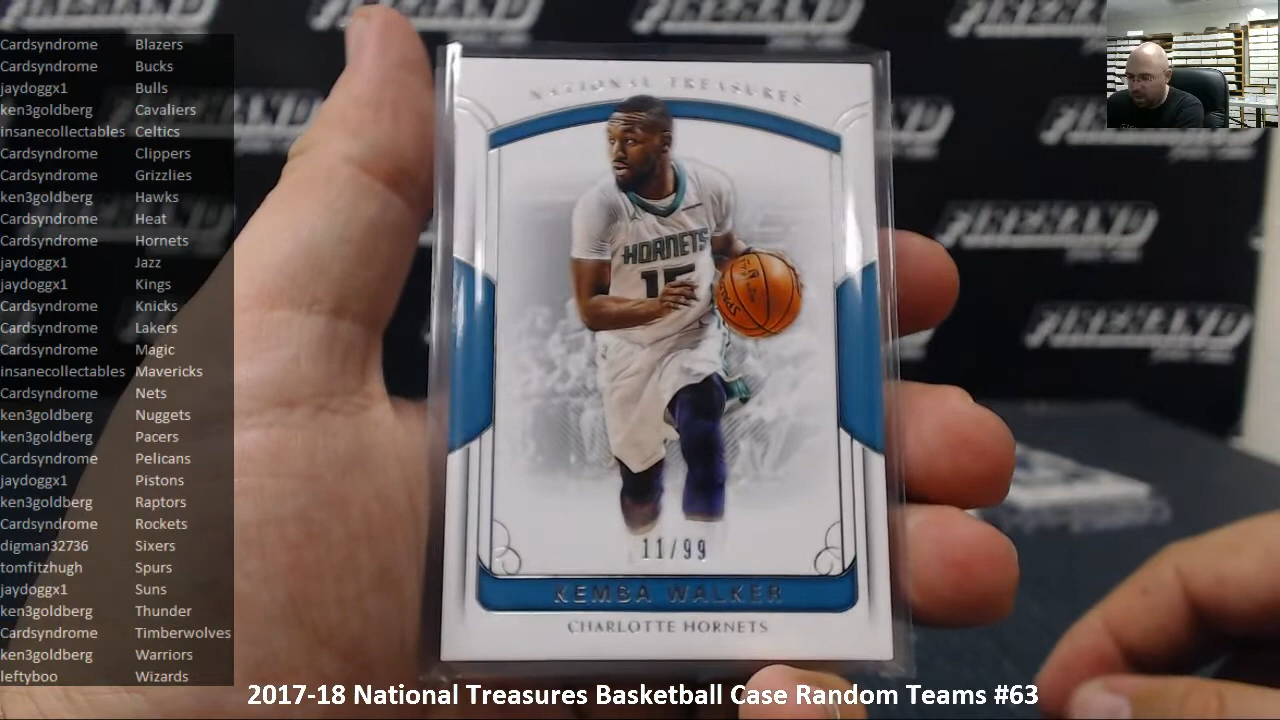 Cardsyndrome Blazers
Cardsyndrome Bucks
jaydoggx1 Bulls
ken3goldberg Cavaliers
insanecollectables Celtics
Cardsyndrome Clippers
Cardsyndrome Grizzlies
ken3goldberg Hawks
Cardsyndrome Heat
Cardsyndrome Hornets
jaydoggx1 Jazz
jaydoggx1 Kings
Cardsyndrome Knicks
Cardsyndrome Lakers
Cardsyndrome Magic
insanecollectables Mavericks
Cardsyndrome Nets
ken3goldberg Nuggets
ken3goldberg Pacers
Cardsyndrome Pelicans
jaydoggx1 Pistons
ken3goldberg Raptors
Cardsyndrome Rockets
digman32736 Sixers
tomfitzhugh Spurs
jaydoggx1 Suns
ken3goldberg Thunder
Cardsyndrome Timberwolves
ken3goldberg Warriors
leftyboo Wizards
NATIONAL TREASURES
HORNETS
15
SPALDING
11/99
KEMBA WALKER
CHARLOTTE HORNETS
2017-18 National Treasures Basketball Case Random Teams #63